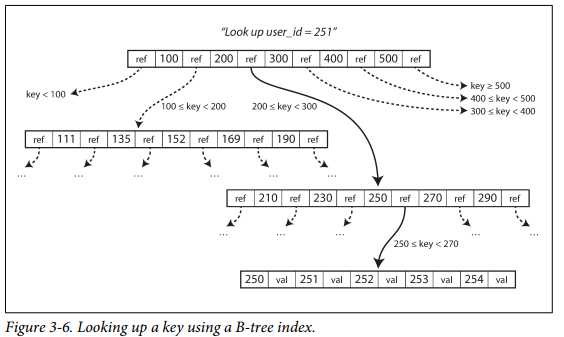 "Look up user_id = 251"
ref 100 ref 200 ref 300 ref 400 ref 500 ref
key < 100
key ≥ 500
400 ≤ key < 500
300 ≤ key < 400
100 ≤ key < 200
200 ≤ key < 300
ref 111 ref 135 ref 152 ref 169 ref 190 ref
... ... ... ... ... ...
ref 210 ref 230 ref 250 ref 270 ref 290 ref
... ... ... ... ...
250 ≤ key < 270
250 val 251 val 252 val 253 val 254 val
Figure 3-6. Looking up a key using a B-tree index.